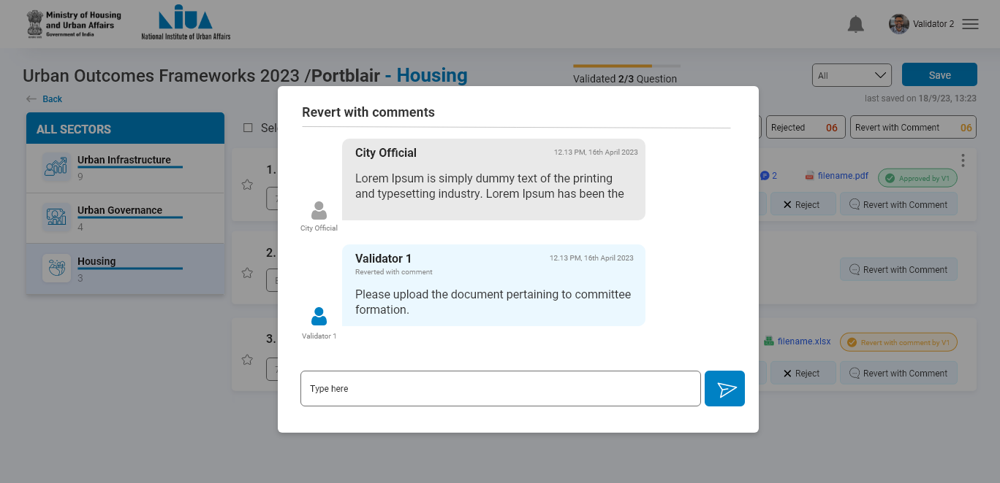 Ministry of Housing
and Urban Affairs
Government of India
NIUA
National Institute of Urban Affairs
Validator 2
Urban Outcomes Frameworks 2023 /Portblair - Housing
Validated 2/3 Question
All
Save
Back
last saved on 18/9/23, 13:23
ALL SECTORS
Urban Infrastructure
9
Urban Governance
4
Housing
3
Rejected 06
Revert with Comment 06
1.
2
filename.pdf
Approved by V1
Reject
Revert with Comment
2.
Revert with Comment
3.
filename.xlsx
Revert with comment by V1
Reject
Revert with Comment
Revert with comments
City Official
12.13 PM, 16th April 2023
Lorem Ipsum is simply dummy text of the printing
and typesetting industry. Lorem Ipsum has been the
City Official
Validator 1
12.13 PM, 16th April 2023
Reverted with comment
Please upload the document pertaining to committee
formation.
Validator 1
Type here